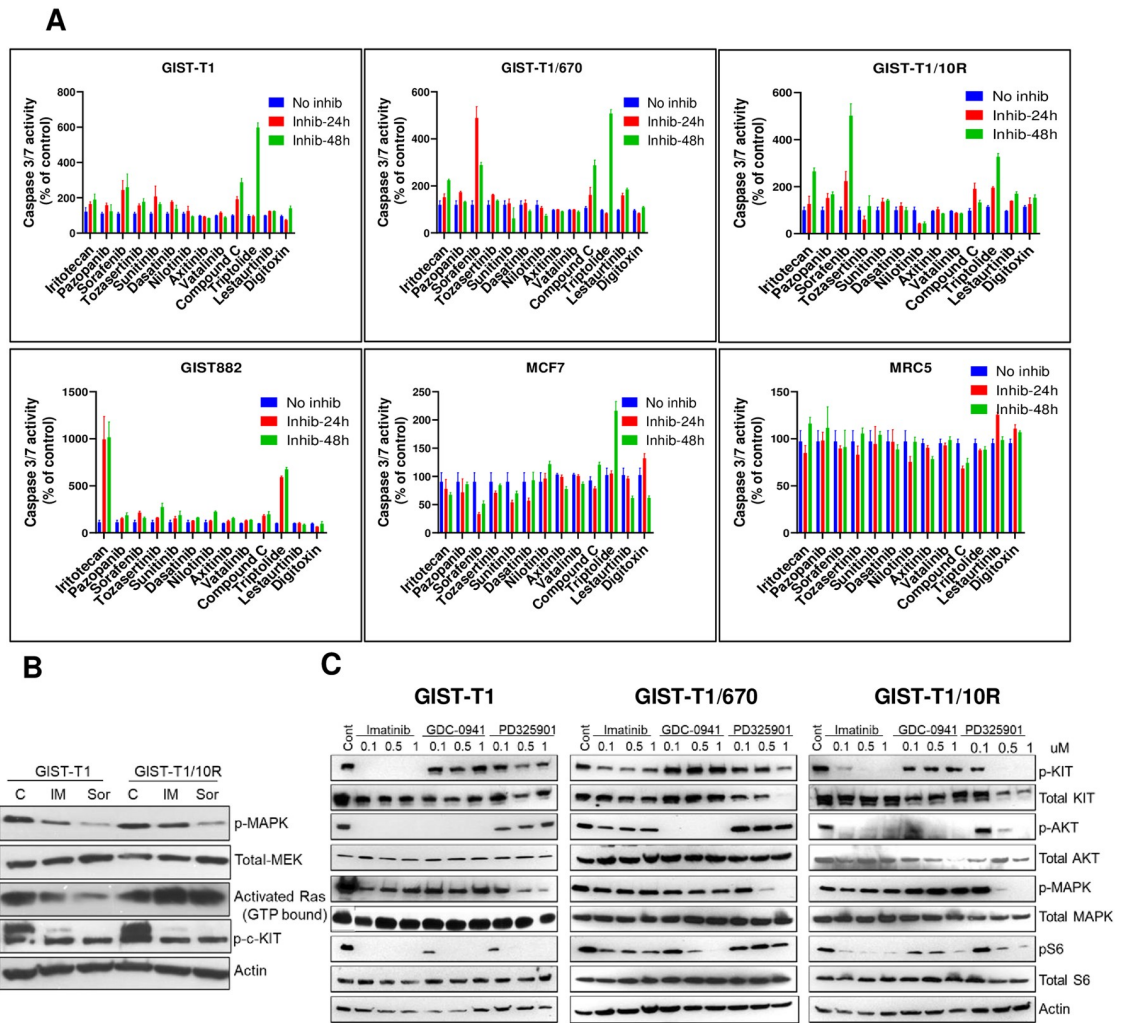 A
GIST-T1
Caspase 3/7 activity
(% of control)
800
600
400
200
0
No inhib
Inhib-24h
Inhib-48h
Iritotecan
Pazopanib
Sorafenib
Tozasertinib
Sunitinib
Dasatinib
Nilotinib
Axitinib
Vatalinib
Compound C
Triptolide
Lestaurtinib
Digitoxin
GIST-T1/670
Caspase 3/7 activity
(% of control)
600
400
200
0
No inhib
Inhib-24h
Inhib-48h
Iritotecan
Pazopanib
Sorafenib
Tozasertinib
Sunitinib
Dasatinib
Nilotinib
Axitinib
Vatalinib
Compound C
Triptolide
Lestaurtinib
Digitoxin
GIST-T1/10R
Caspase 3/7 activity
(% of control)
600
400
200
0
No inhib
Inhib-24h
Inhib-48h
Iritotecan
Pazopanib
Sorafenib
Tozasertinib
Sunitinib
Dasatinib
Nilotinib
Axitinib
Vatalinib
Compound C
Triptolide
Lestaurtinib
Digitoxin
GIST882
Caspase 3/7 activity
(% of control)
1500
1000
500
0
No inhib
Inhib-24h
Inhib-48h
Iritotecan
Pazopanib
Sorafenib
Tozasertinib
Sunitinib
Dasatinib
Nilotinib
Axitinib
Vatalinib
Compound C
Triptolide
Lestaurtinib
Digitoxin
MCF7
Caspase 3/7 activity
(% of control)
250
200
150
100
50
0
No inhib
Inhib-24h
Inhib-48h
Iritotecan
Pazopanib
Sorafenib
Tozasertinib
Sunitinib
Dasatinib
Nilotinib
Axitinib
Vatalinib
Compound C
Triptolide
Lestaurtinib
Digitoxin
MRC5
Caspase 3/7 activity
(% of control)
150
100
50
0
No inhib
Inhib-24h
Inhib-48h
Iritotecan
Pazopanib
Sorafenib
Tozasertinib
Sunitinib
Dasatinib
Nilotinib
Axitinib
Vatalinib
Compound C
Triptolide
Lestaurtinib
Digitoxin
B
GIST-T1 GIST-T1/10R
C IM Sor C IM Sor
p-MAPK
Total-MEK
Activated Ras
(GTP bound)
p-c-KIT
Actin
C
GIST-T1 GIST-T1/670 GIST-T1/10R
Cont Imatinib GDC-0941 PD325901 Cont Imatinib GDC-0941 PD325901 Cont Imatinib GDC-0941 PD325901
0.1 0.5 1 0.1 0.5 1 0.1 0.5 1 0.1 0.5 1 0.1 0.5 1 0.1 0.5 1 0.1 0.5 1 0.1 0.5 1 0.1 0.5 1 uM
p-KIT
Total KIT
p-AKT
Total AKT
p-MAPK
Total MAPK
pS6
Total S6
Actin